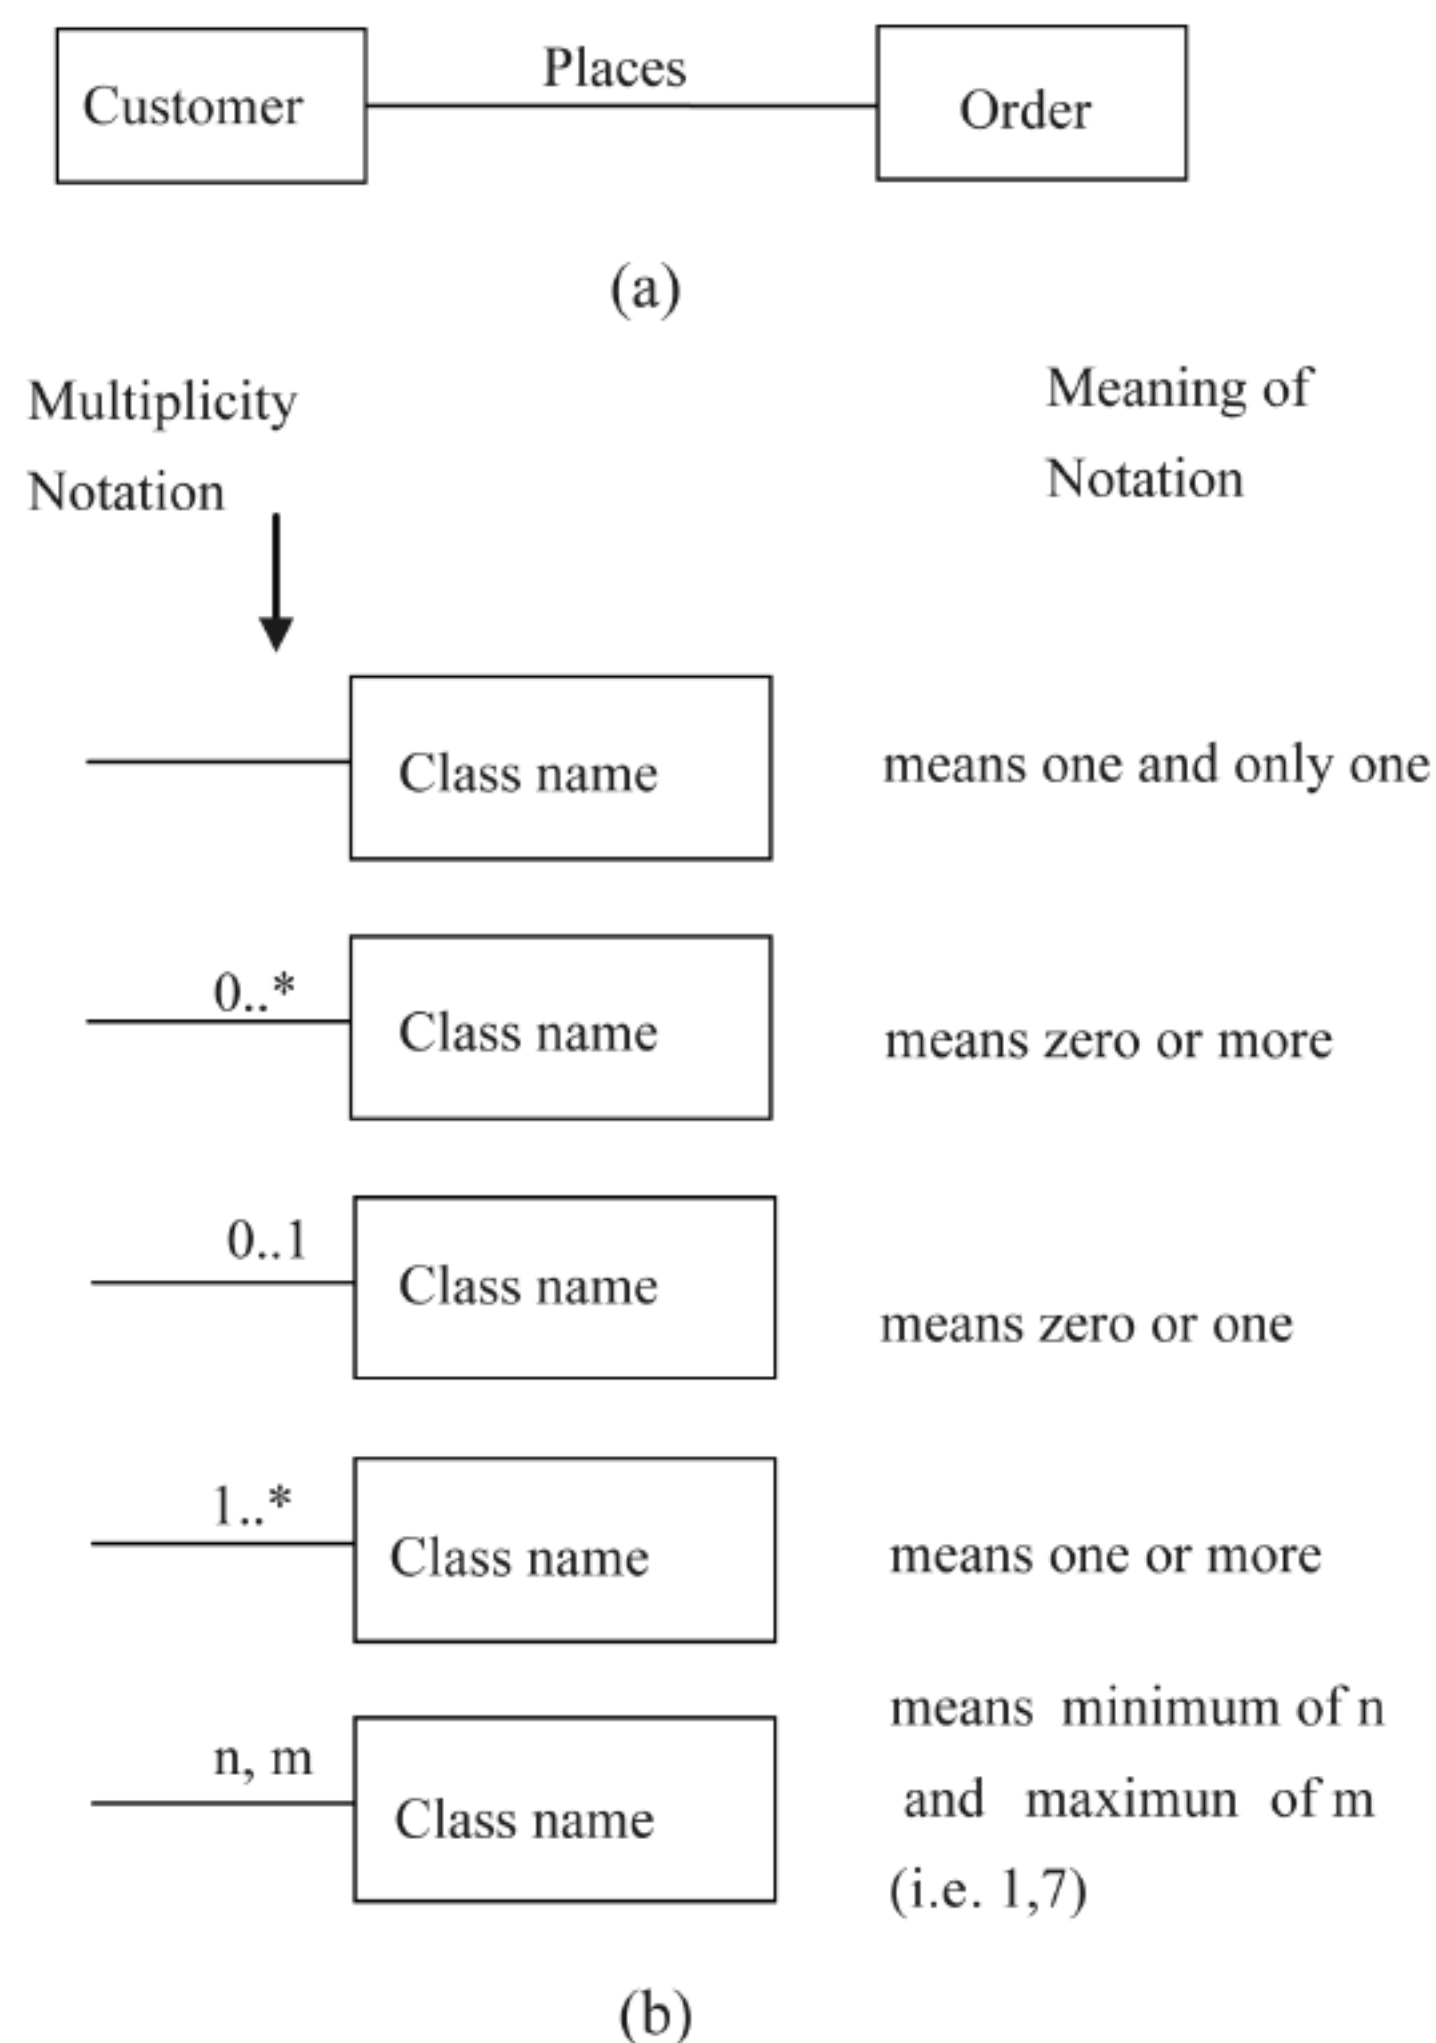 Customer
Places
Order
(a)
Multiplicity
Notation
Meaning of
Notation
Class name
means one and only one
0..*
Class name
means zero or more
0..1
Class name
means zero or one
1..*
Class name
means one or more
n, m
Class name
means minimum of n
and maximun of m
(i.e. 1,7)
(b)